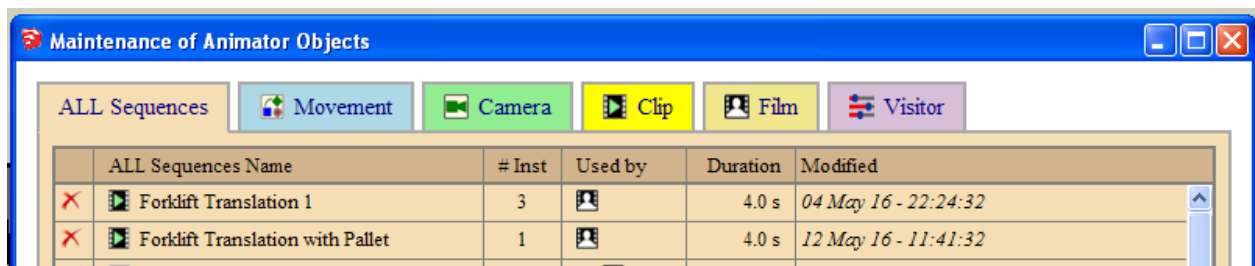 Maintenance of Animator Objects
ALL Sequences Movement Camera Clip Film Visitor
ALL Sequences Name # Inst Used by Duration Modified
Forklift Translation 1 3 4.0 s 04 May 16 - 22:24:32
Forklift Translation with Pallet 1 4.0 s 12 May 16 - 11:41:32